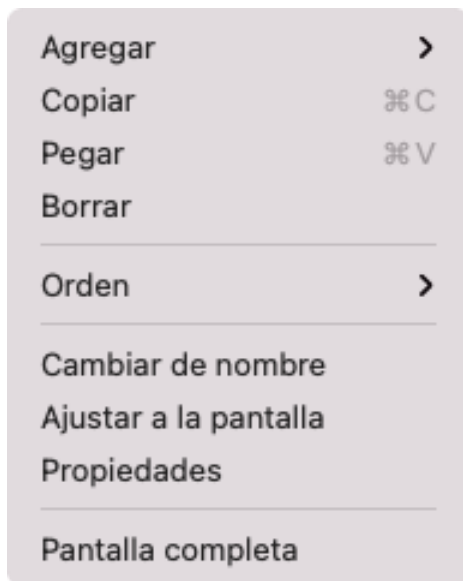 Agregar
Copiar ⌘C
Pegar ⌘V
Borrar
Orden
Cambiar de nombre
Ajustar a la pantalla
Propiedades
Pantalla completa